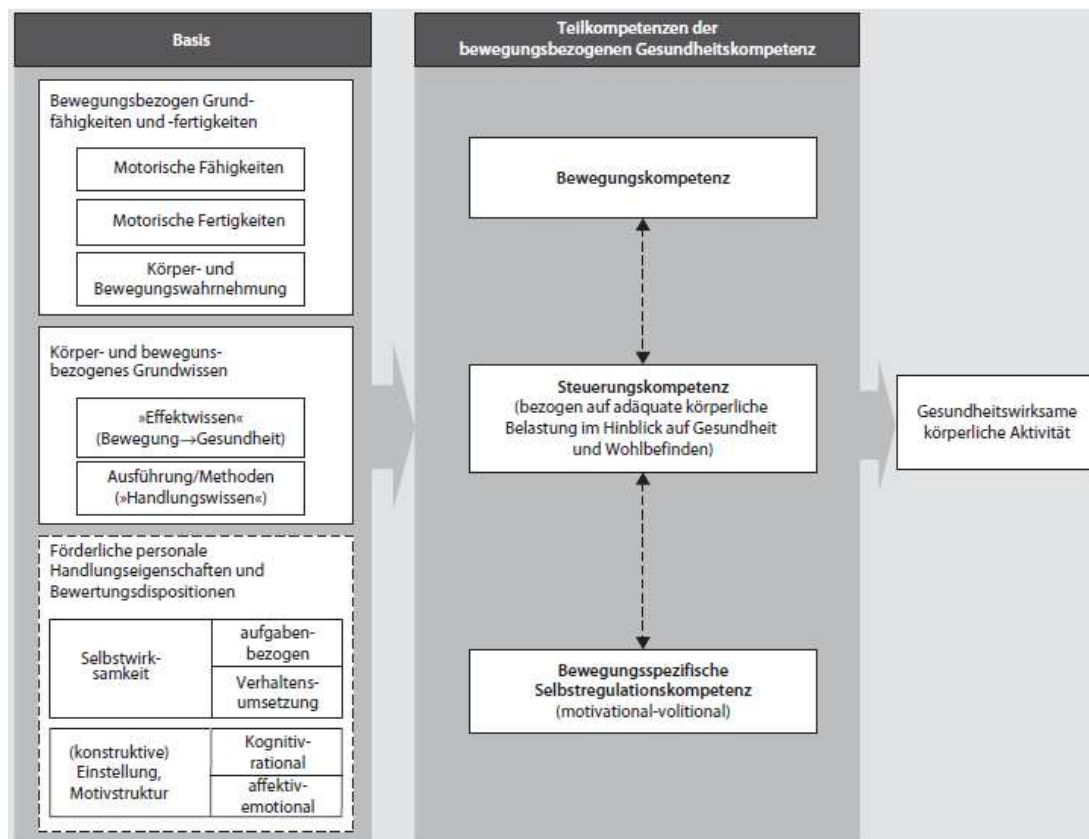 Basis
Bewegungsbezogen Grund-
fähigkeiten und -fertigkeiten
Motorische Fähigkeiten
Motorische Fertigkeiten
Körper- und
Bewegungswahrnehmung
Körper- und bewegungs-
bezogenes Grundwissen
»Effektwissen«
(Bewegung→Gesundheit)
Ausführung/Methoden
(»Handlungswissen«)
Förderliche personale
Handlungseigenschaften und
Bewertungsdispositionen
Selbstwirk-
samkeit
aufgaben-
bezogen
Verhaltens-
umsetzung
(konstruktive)
Einstellung,
Motivstruktur
Kognitiv-
rational
affektiv-
emotional
Teilkompetenzen der
bewegungsbezogenen Gesundheitskompetenz
Bewegungskompetenz
Steuerungskompetenz
(bezogen auf adäquate körperliche
Belastung im Hinblick auf Gesundheit
und Wohlbefinden)
Bewegungsspezifische
Selbstregulationskompetenz
(motivational-volitional)
Gesundheitswirksame
körperliche Aktivität